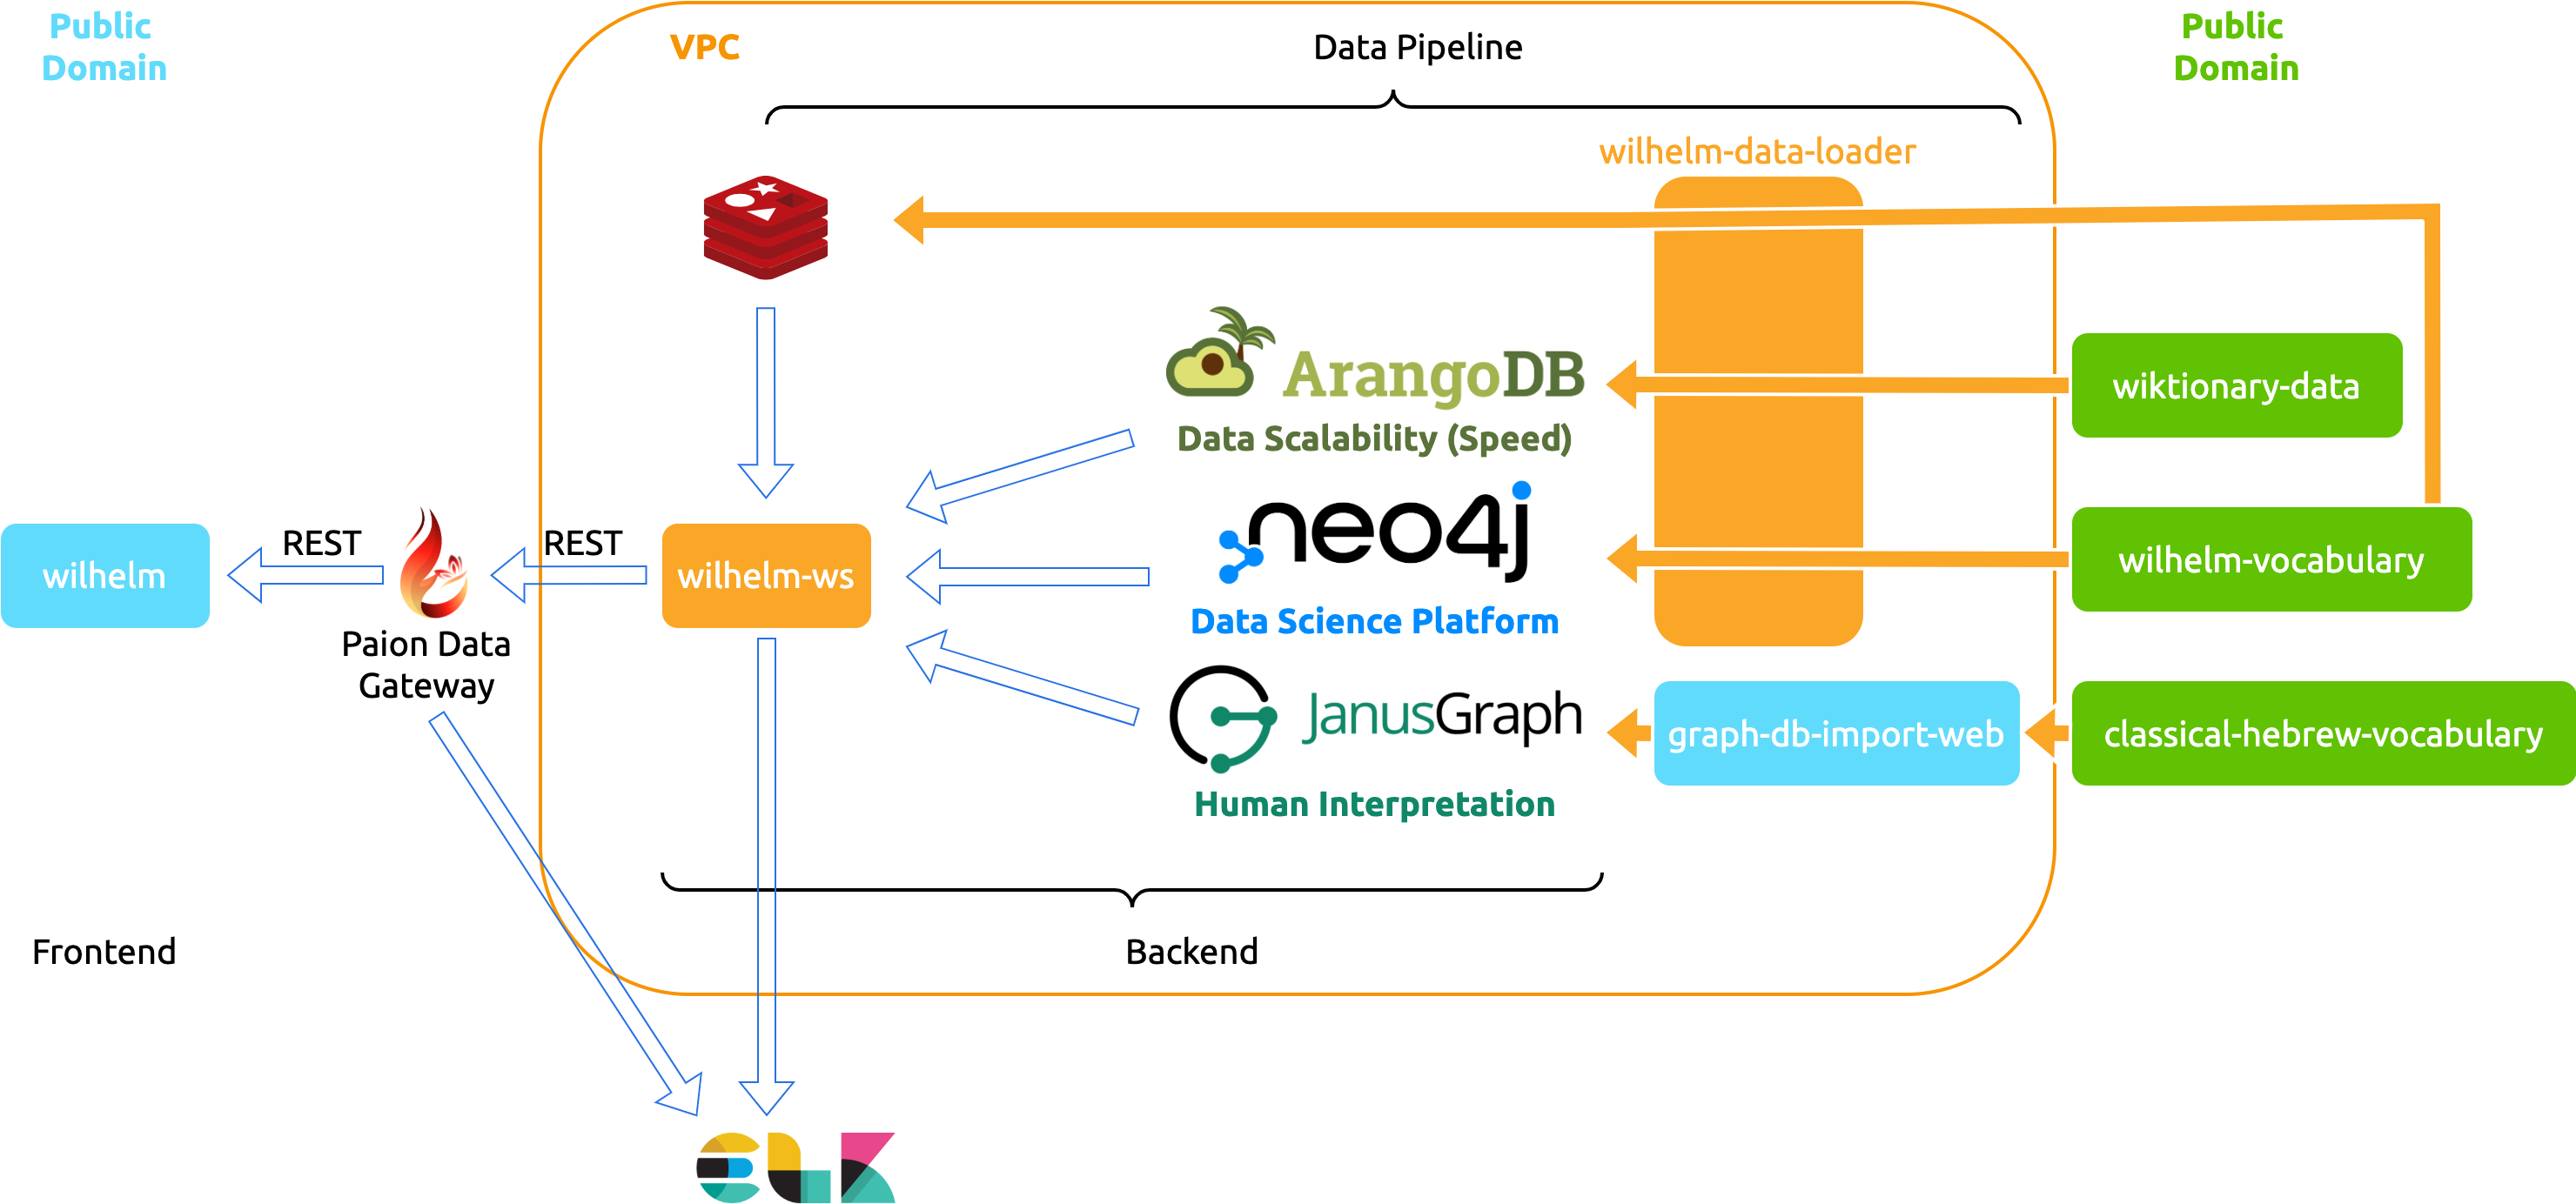 Public
Domain
VPC
Data Pipeline
Public
Domain
wilhelm-data-loader
ArangoDB
Data Scalability (Speed)
wiktionary-data
neo4j
Data Science Platform
wilhelm-vocabulary
REST
REST
wilhelm
wilhelm-ws
Paion Data
Gateway
JanusGraph
Human Interpretation
graph-db-import-web
classical-hebrew-vocabulary
Frontend
Backend
ELK